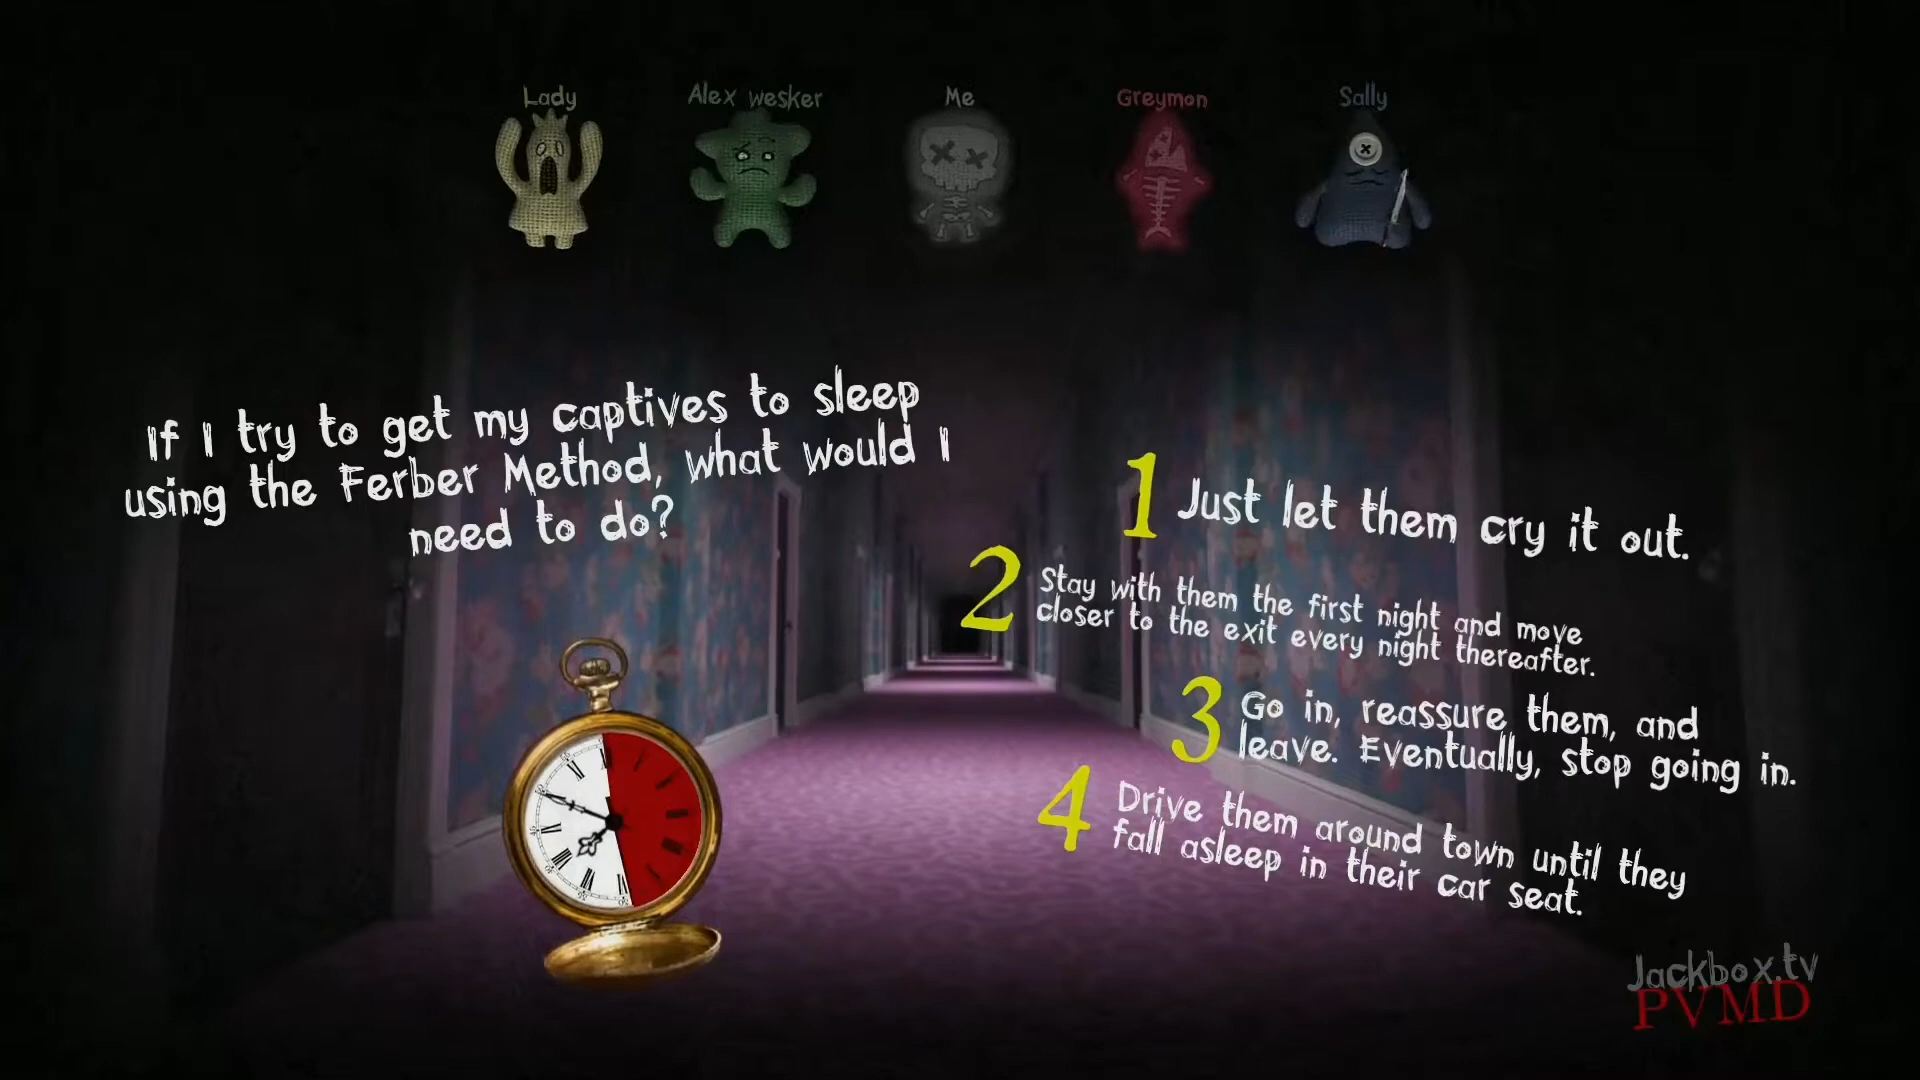 Lady
Alex Wesker
Me
Greymon
Sally
If I try to get my captives to sleep
using the Ferber Method, what would I
need to do?
1 Just let them cry it out.
2 Stay with them the first night and move
closer to the exit every night thereafter.
3 Go in, reassure them, and
leave. Eventually, stop going in.
4 Drive them around town until they
fall asleep in their car seat.
Jackbox.tv
PVMD